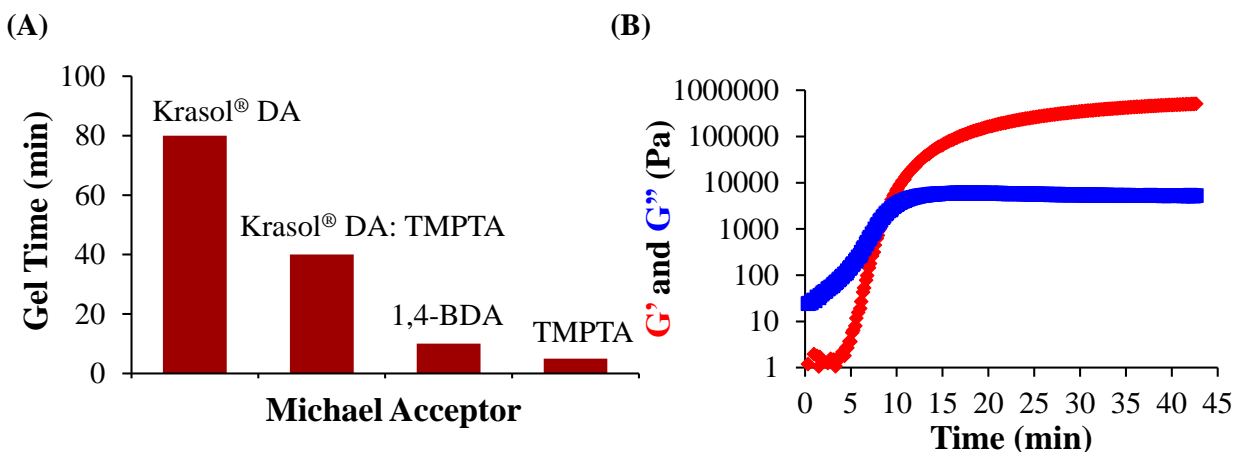 (A)
Gel Time (min)
100
80
60
40
20
0
Krasol® DA
Krasol® DA: TMPTA
1,4-BDA
TMPTA
Michael Acceptor
(B)
G’ and G” (Pa)
1000000
100000
10000
1000
100
10
1
0 5 10 15 20 25 30 35 40 45
Time (min)